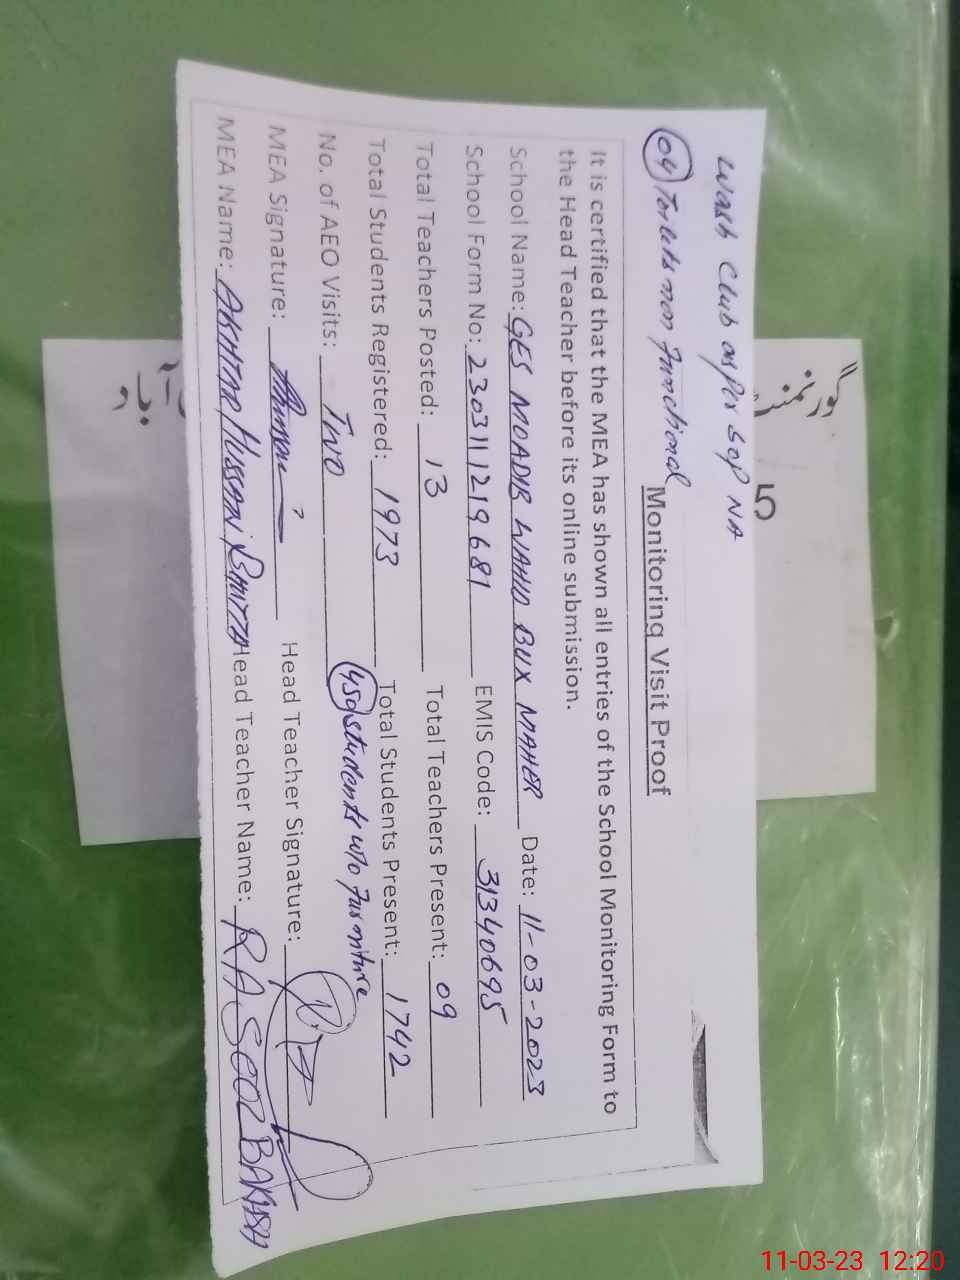 Wash Club as per SOP NA
04 Toilets non Functional
Monitoring Visit Proof
It is certified that the MEA has shown all entries of the School Monitoring Form to
the Head Teacher before its online submission.
School Name: GES MOADIB WAHID BUX MAHER Date: 11-03-2023
School Form No: 230311219681 EMIS Code: 31340695
Total Teachers Posted: 13 Total Teachers Present: 09
Total Students Registered: 1973 Total Students Present: 1742
No. of AEO Visits: Two 450 students w/o Furniture
MEA Signature: Head Teacher Signature:
MEA Name: AKHTAR HUSSAIN BHUTTA Head Teacher Name: RASOOL BAKHSH
گورنمنٹ
5
آباد
11-03-23 12:20